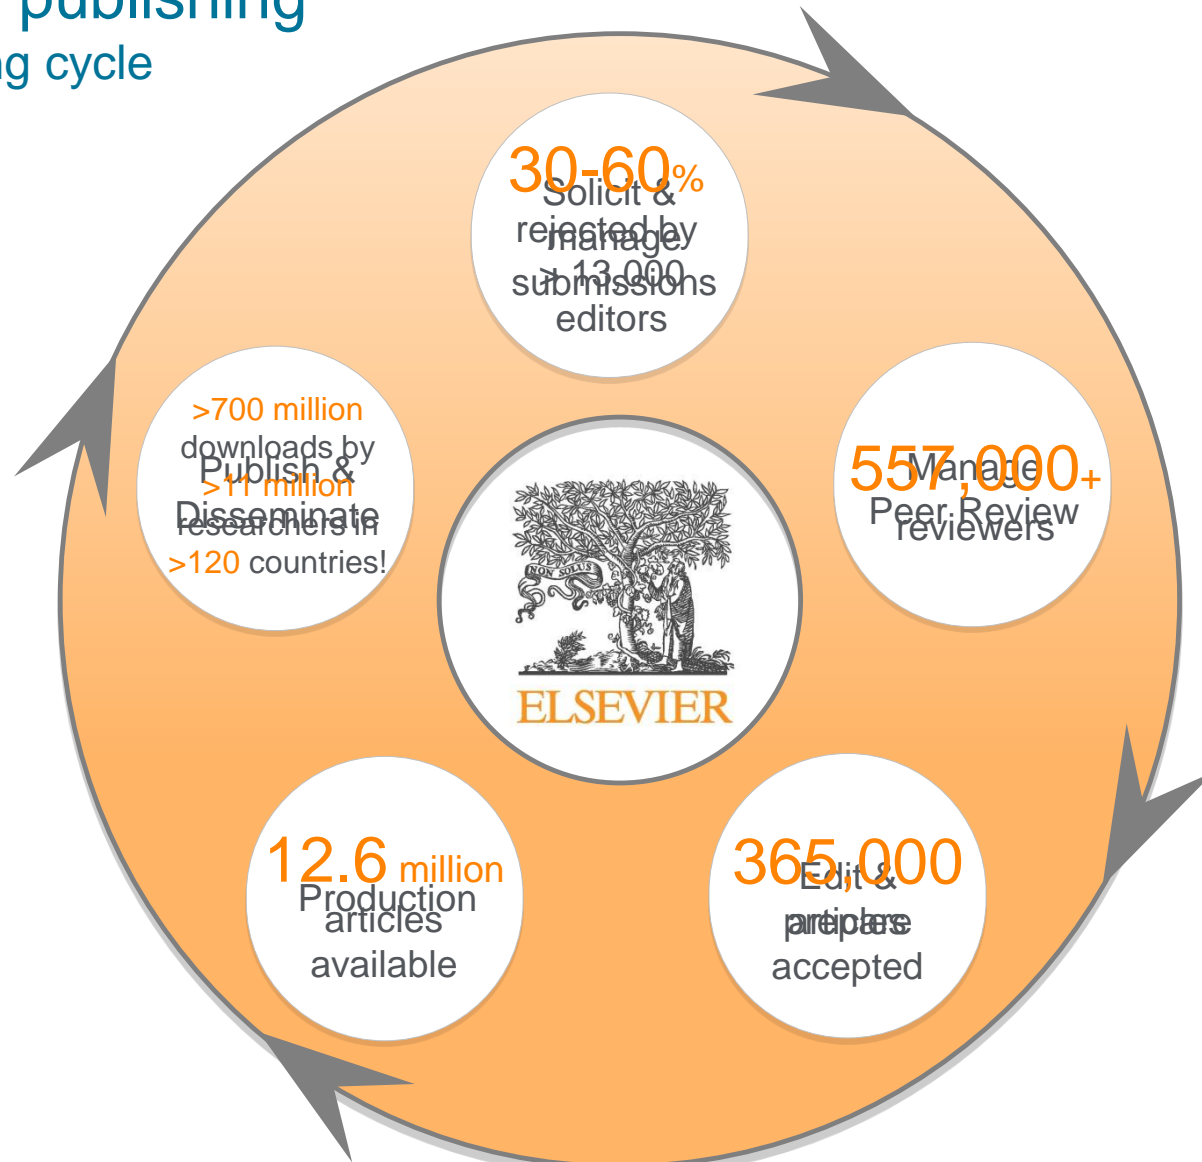 publishing
ng cycle
30-60%
Solicit &
rejected by
manage
> 13,000
submissions
editors
>700 million
downloads by
Publish &
>11 million
Disseminate
researchers in
>120 countries!
557,000+
Manage
Peer Review
reviewers
NON SOLUS
ELSEVIER
12.6 million
Production
articles
available
365,000
Edit &
prepare
articles
accepted